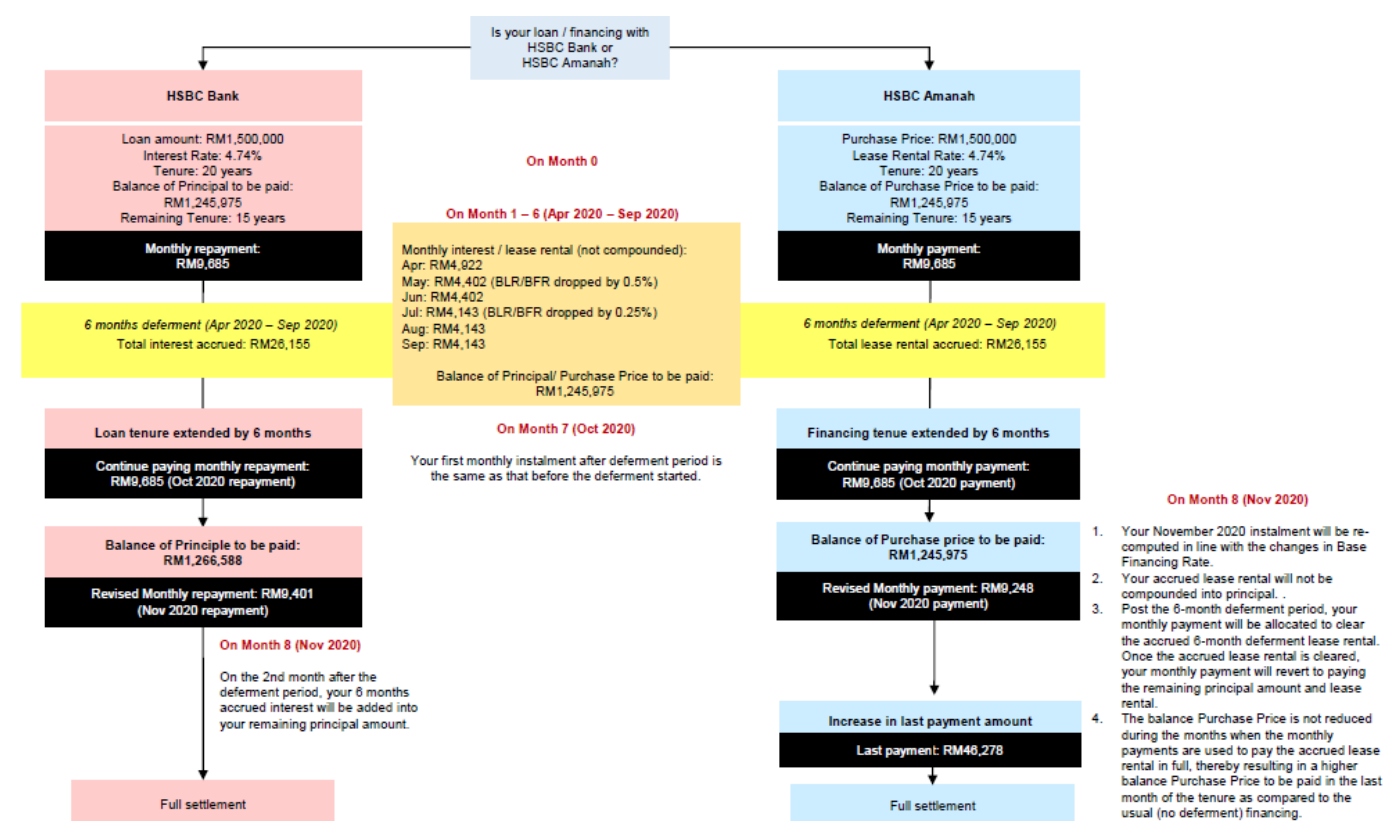 Is your loan / financing with
HSBC Bank or
HSBC Amanah?
HSBC Bank
Loan amount: RM1,500,000
Interest Rate: 4.74%
Tenure: 20 years
Balance of Principal to be paid:
RM1,245,975
Remaining Tenure: 15 years
Monthly repayment:
RM9,685
6 months deferment (Apr 2020 – Sep 2020)
Total interest accrued: RM26,155
Loan tenure extended by 6 months
Continue paying monthly repayment:
RM9,685 (Oct 2020 repayment)
Balance of Principle to be paid:
RM1,266,588
Revised Monthly repayment: RM9,401
(Nov 2020 repayment)
On Month 8 (Nov 2020)
On the 2nd month after the
deferment period, your 6 months
accrued interest will be added into
your remaining principal amount.
Full settlement
On Month 0
On Month 1 – 6 (Apr 2020 – Sep 2020)
Monthly interest / lease rental (not compounded):
Apr: RM4,922
May: RM4,402 (BLR/BFR dropped by 0.5%)
Jun: RM4,402
Jul: RM4,143 (BLR/BFR dropped by 0.25%)
Aug: RM4,143
Sep: RM4,143
Balance of Principal/ Purchase Price to be paid:
RM1,245,975
On Month 7 (Oct 2020)
Your first monthly instalment after deferment period is
the same as that before the deferment started.
HSBC Amanah
Purchase Price: RM1,500,000
Lease Rental Rate: 4.74%
Tenure: 20 years
Balance of Purchase Price to be paid:
RM1,245,975
Remaining Tenure: 15 years
Monthly payment:
RM9,685
6 months deferment (Apr 2020 – Sep 2020)
Total lease rental accrued: RM26,155
Financing tenue extended by 6 months
Continue paying monthly payment:
RM9,685 (Oct 2020 payment)
Balance of Purchase price to be paid:
RM1,245,975
Revised Monthly payment: RM9,248
(Nov 2020 payment)
Increase in last payment amount
Last payment: RM46,278
Full settlement
On Month 8 (Nov 2020)
1. Your November 2020 instalment will be re-
computed in line with the changes in Base
Financing Rate.
2. Your accrued lease rental will not be
compounded into principal. .
3. Post the 6-month deferment period, your
monthly payment will be allocated to clear
the accrued 6-month deferment lease rental.
Once the accrued lease rental is cleared,
your monthly payment will revert to paying
the remaining principal amount and lease
rental.
4. The balance Purchase Price is not reduced
during the months when the monthly
payments are used to pay the accrued lease
rental in full, thereby resulting in a higher
balance Purchase Price to be paid in the last
month of the tenure as compared to the
usual (no deferment) financing.